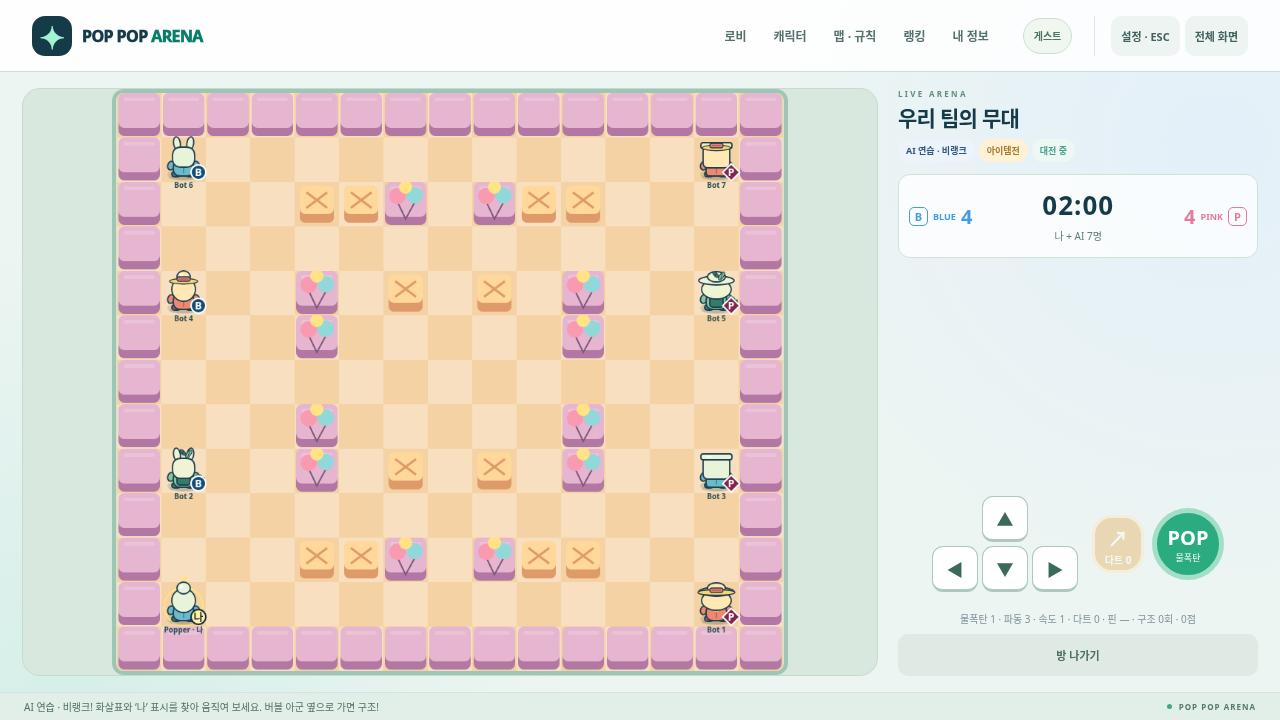 POP POP ARENA
로비
캐릭터
맵 · 규칙
랭킹
내 정보
게스트
설정 · ESC
전체 화면
LIVE ARENA
우리 팀의 무대
AI 연습 · 비랭크
아이템전
대전 중
B BLUE 4
02:00
나 + AI 7명
4 PINK P
B
Bot 6
P
Bot 7
B
Bot 4
P
Bot 5
B
Bot 2
P
Bot 3
나
Popper · 나
P
Bot 1
▲
◀ ▼ ▶
↗
다트 0
POP
물폭탄
물폭탄 1 · 파동 3 · 속도 1 · 다트 0 · 핀 — · 구조 0회 · 0점
방 나가기
AI 연습 · 비랭크! 화살표와 '나' 표시를 찾아 움직여 보세요. 버블 아군 옆으로 가면 구조!
POP POP ARENA